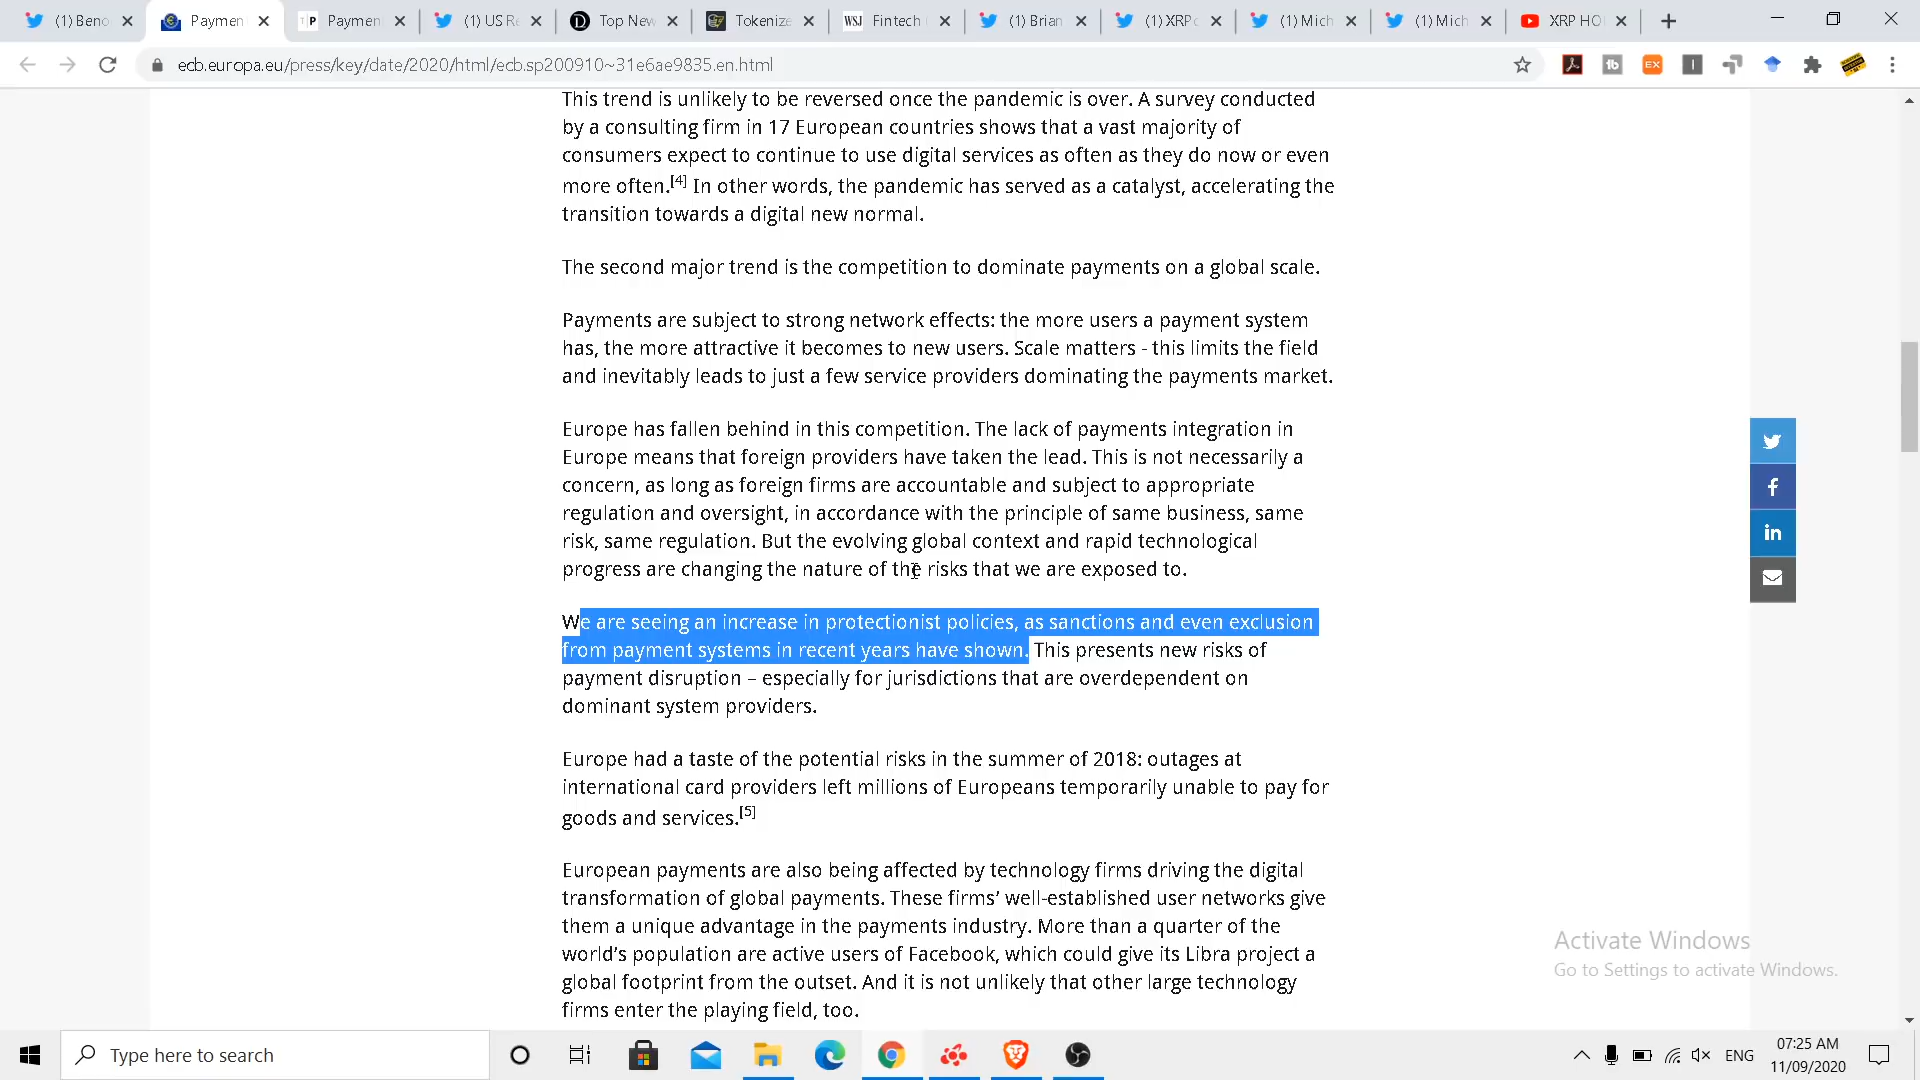 (1) Beno
Paymen
Paymen
(1) US Re
Top New
Tokenize
WSJ Fintech
(1) Brian
(1) XRPc
(1) Mich
(1) Mich
XRP HO
ecb.europa.eu/press/key/date/2020/html/ecb.sp200910~31e6ae9835.en.html
This trend is unlikely to be reversed once the pandemic is over. A survey conducted
by a consulting firm in 17 European countries shows that a vast majority of
consumers expect to continue to use digital services as often as they do now or even
more often.[4] In other words, the pandemic has served as a catalyst, accelerating the
transition towards a digital new normal.
The second major trend is the competition to dominate payments on a global scale.
Payments are subject to strong network effects: the more users a payment system
has, the more attractive it becomes to new users. Scale matters - this limits the field
and inevitably leads to just a few service providers dominating the payments market.
Europe has fallen behind in this competition. The lack of payments integration in
Europe means that foreign providers have taken the lead. This is not necessarily a
concern, as long as foreign firms are accountable and subject to appropriate
regulation and oversight, in accordance with the principle of same business, same
risk, same regulation. But the evolving global context and rapid technological
progress are changing the nature of the risks that we are exposed to.
We are seeing an increase in protectionist policies, as sanctions and even exclusion
from payment systems in recent years have shown. This presents new risks of
payment disruption – especially for jurisdictions that are overdependent on
dominant system providers.
Europe had a taste of the potential risks in the summer of 2018: outages at
international card providers left millions of Europeans temporarily unable to pay for
goods and services.[5]
European payments are also being affected by technology firms driving the digital
transformation of global payments. These firms’ well-established user networks give
them a unique advantage in the payments industry. More than a quarter of the
world’s population are active users of Facebook, which could give its Libra project a
global footprint from the outset. And it is not unlikely that other large technology
firms enter the playing field, too.
Activate Windows
Go to Settings to activate Windows.
Type here to search
ENG
07:25 AM
11/09/2020